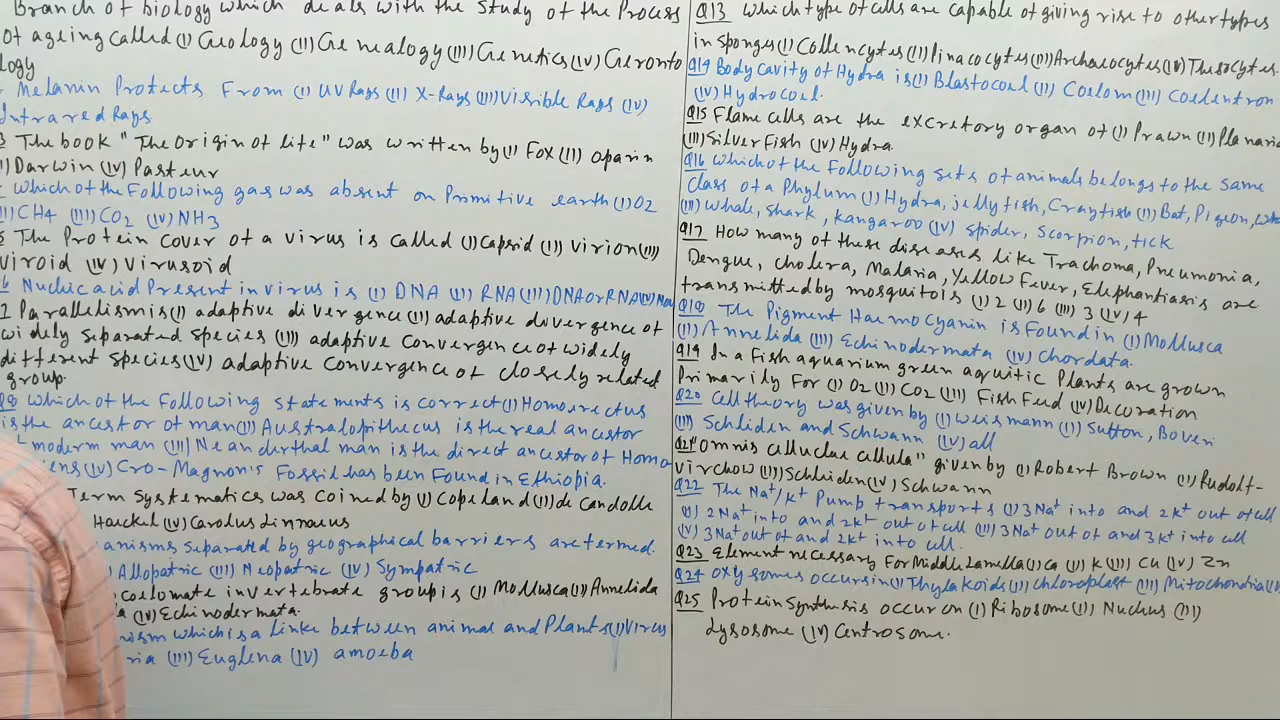 Branch of biology which deals with the study of the Process
of ageing called (i) Geology (ii) Genealogy (iii) Genetics (iv) Geronto
logy
Melanin Protects From (i) UV Rays (ii) X-Rays (iii) Visible Rays (iv)
Intrared Rays
3 The book "The Origin of life" was written by (i) Fox (ii) Oparin
(iii) Darwin (iv) Pasteur
which of the Following gas was absent on Primitive earth (i) O2
(ii) CH4 (iii) CO2 (iv) NH3
5 The Protein cover of a virus is called (i) Capsid (ii) Virion (iii)
Viroid (iv) Virusoid
6 Nucleic acid Present in virus is (i) DNA (ii) RNA (iii) DNA or RNA (iv)
7 Parallelism is (i) adaptive divergence (ii) adaptive divergence of
widely separated species (iii) adaptive convergence of widely
different species (iv) adaptive convergence of closely related
group.
Q8 which of the Following statements is correct (i) Homo erectus
is the ancestor of man (ii) Australopithecus is the real ancestor
moderm man (iii) Neanderthal man is the direct ancestor of Homo
iens (iv) Cro-Magnon's Fossil has been Found in Ethiopia.
Term Systematics was coined by (i) Copeland (ii) de Candolle
Haeckel (iv) Carolus Linnaeus
anisms separated by geographical barriers are termed.
) Allopatric (iii) Neopatric (iv) Sympatric
coelomate invertebrate group is (i) Mollusca (ii) Annelida
a (iv) Echinodermata.
nism which is a linke between animal and Plants (i) Virus
ria (iii) Euglena (iv) amoeba
Q13 which type of cells are capable of giving rise to other types
in sponges (i) Collencytes (ii) Pinacocytes (iii) Archaeocytes (iv) Thesocytes
Q14 Body cavity of Hydra is (i) Blastocoel (ii) Coelom (iii) Coelentron
(iv) Hydrocoel.
Q15 Flame cells are the excretory organ of (i) Prawn (ii) Planaria
(iii) Silver Fish (iv) Hydra.
Q16 which of the Following sets of animals belongs to the same
class of a Phylum (i) Hydra, jelly fish, Crayfish (ii) Bat, Pigeon, Wha
(iii) whale, shark, kangaroo (iv) spider, scorpion, tick
Q17 How many of these diseases like Trachoma, Pneumonia,
Dengue, cholera, Malaria, Yellow Fever, Elephantiasis are
transmitted by mosquitois (i) 2 (ii) 6 (iii) 3 (iv) 4
Q18 The Pigment Haemocyanin is Found in (i) Mollusca
(ii) Annelida (iii) Echinodermata (iv) Chordata.
Q19 In a Fish aquarium green aquitic Plants are grown
Primarily For (i) O2 (ii) CO2 (iii) Fish Feed (iv) Decoration
Q20 Cell theory was given by (i) Weismann (ii) Sutton, Boveri
(iii) Schliden and Schwann (iv) all
Q21 "Omnis celluclae cellula" given by (i) Robert Brown (ii) Rudolf-
virchow (iii) Schleiden (iv) Schwann
Q22 The Na+/K+ Pump transports (i) 3Na+ into and 2K+ out of cell
(ii) 2Na+ into and 2K+ out of cell (iii) 3Na+ out of and 3K+ into cell
(iv) 3Na+ out of and 2K+ into cell.
Q23 Element necessary For Middle Lamella (i) Ca (ii) K (iii) Cu (iv) Zn
Q24 Oxysomes occurs in (i) Thylakoids (ii) chloroplast (iii) Mitochondria
Q25 Protein Synthesis occur on (i) Ribosome (ii) Nucleus (iii)
Lysosome (iv) Centrosome.